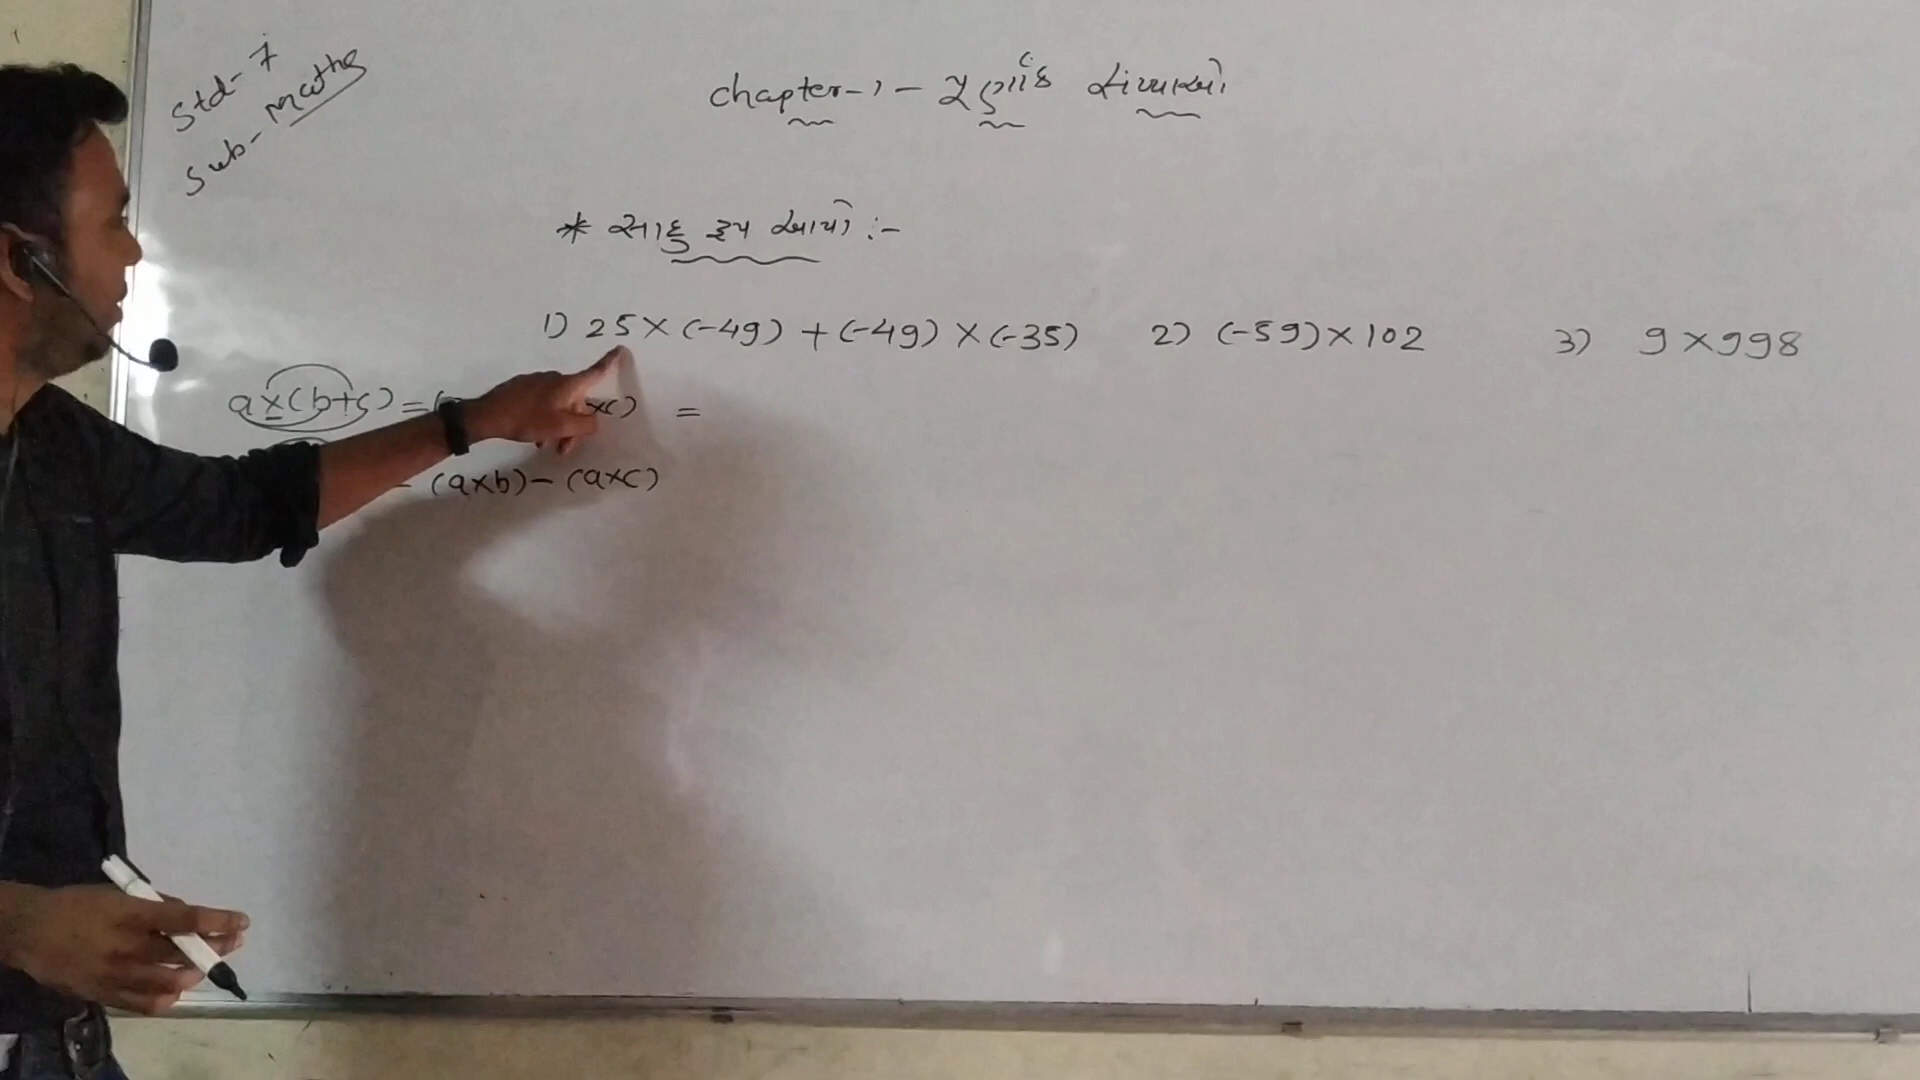 Std- 7
Sub- maths
chapter-1 - પૂર્ણાંક સંખ્યાઓ
* સાદુ રૂપ આપો :-
1) 25 × (-49) + (-49) × (-35) 2) (-59) × 102 3) 9 × 998
a × (b+c) = ( ×c) =
- (a×b) - (a×c)